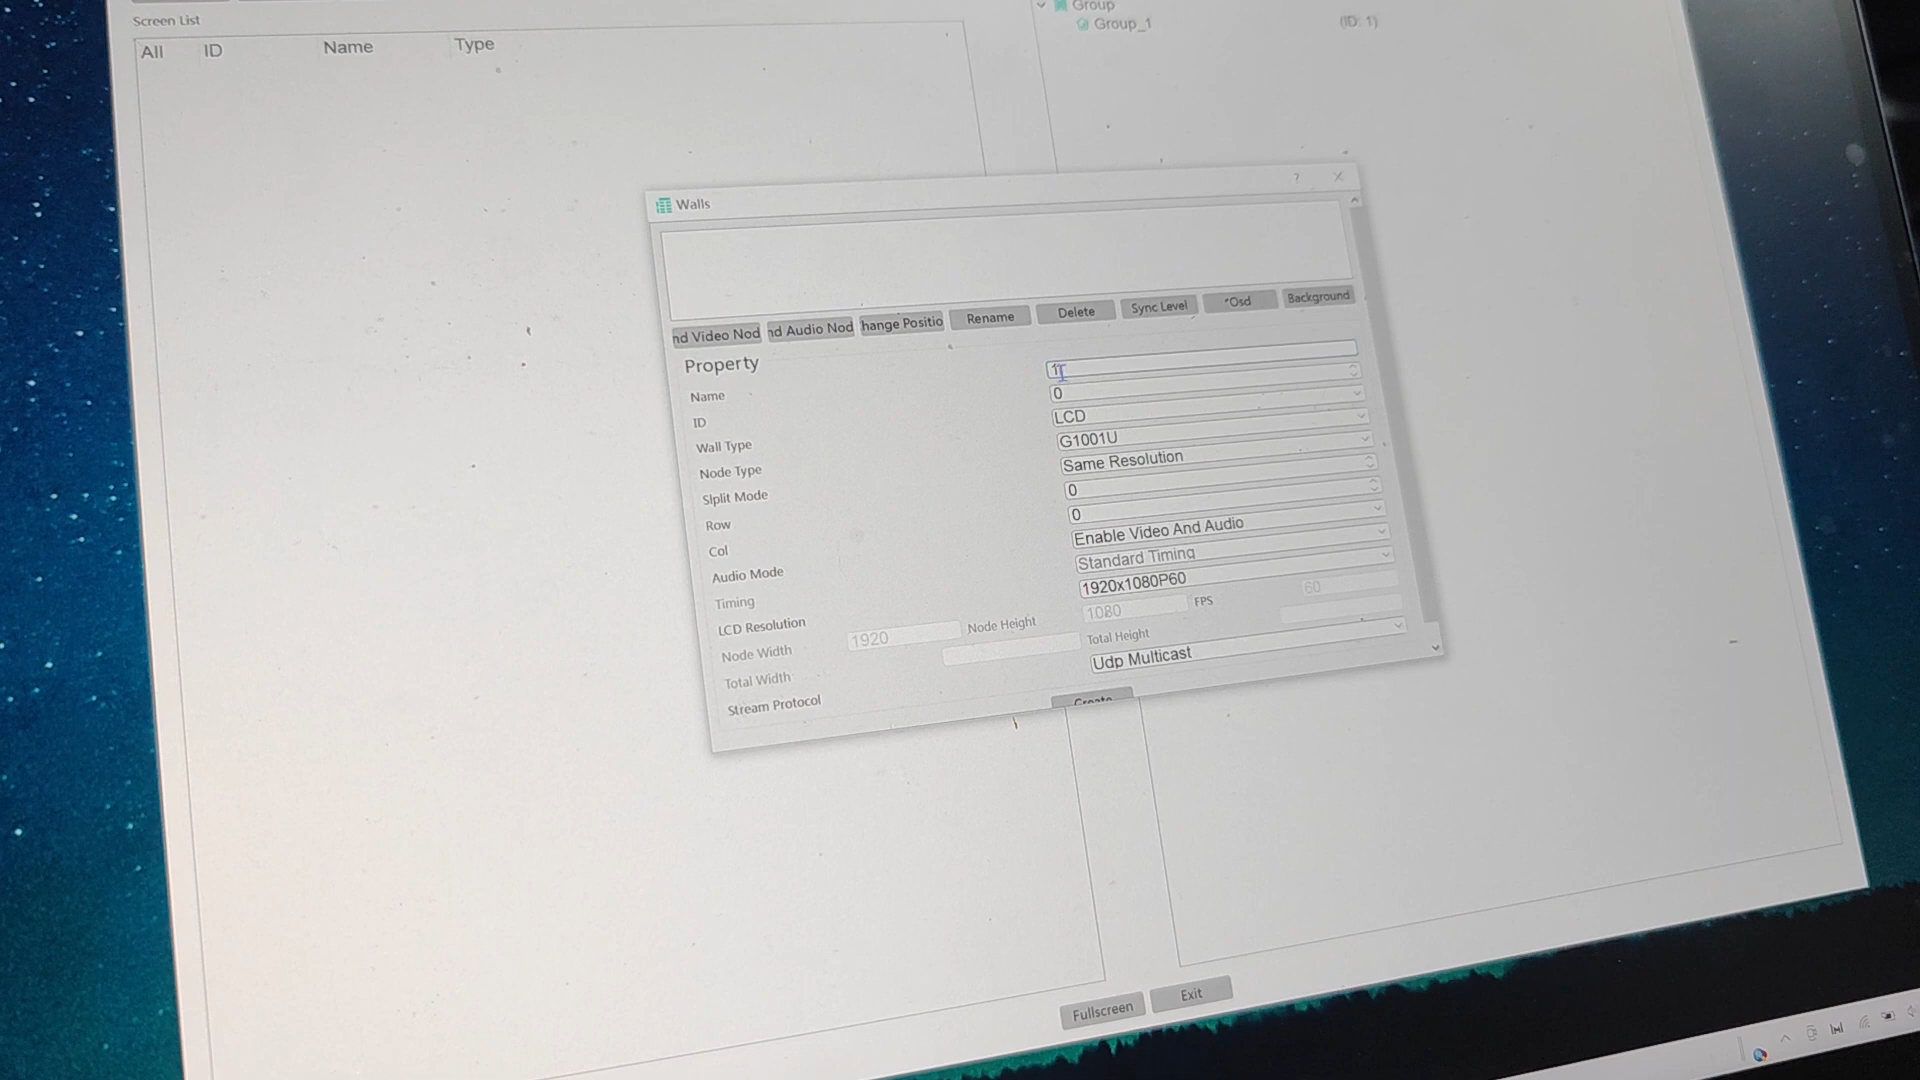 Screen List
All ID Name Type
Group
Group_1 (ID: 1)
Walls
nd Video Nod nd Audio Nod hange Positio Rename Delete Sync Level *Osd Background
Property
Name 1
ID 0
Wall Type LCD
Node Type G1001U
Slplit Mode Same Resolution
Row 0
Col 0
Audio Mode Enable Video And Audio
Timing Standard Timing
LCD Resolution 1920x1080P60
Node Width 1920 Node Height 1080 FPS 60
Total Width Total Height
Stream Protocol Udp Multicast
Create
Fullscreen Exit